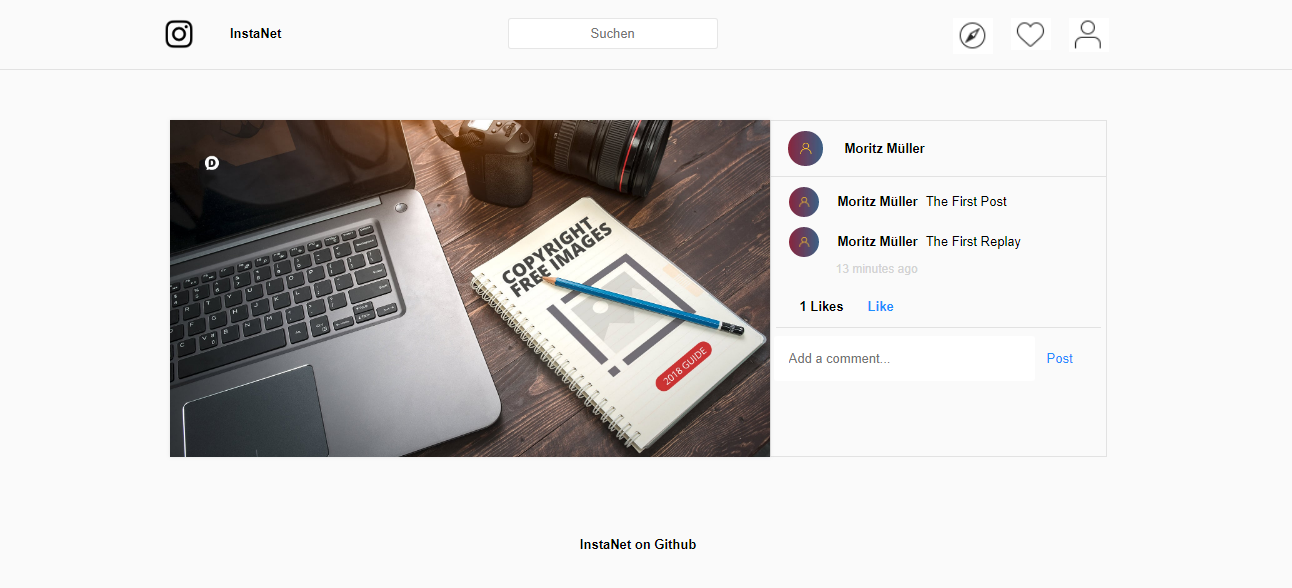 InstaNet
Suchen
Moritz Müller
Moritz Müller The First Post
Moritz Müller The First Replay
13 minutes ago
1 Likes Like
Add a comment... Post
COPYRIGHT
FREE IMAGES
2018 GUIDE
InstaNet on Github